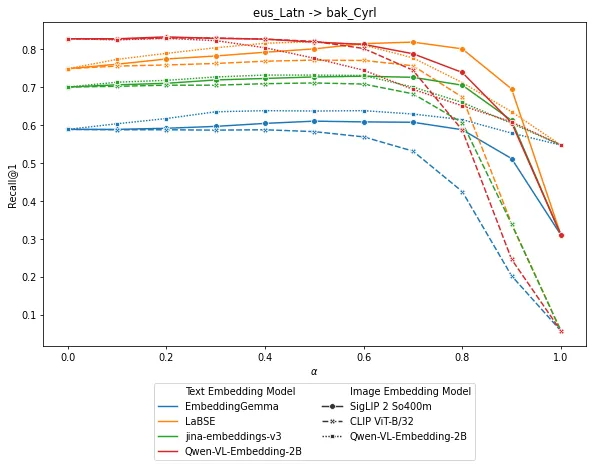 eus_Latn -> bak_Cyrl
Recall@1
0.8
0.7
0.6
0.5
0.4
0.3
0.2
0.1
0.0 0.2 0.4 0.6 0.8 1.0
α
Text Embedding Model
EmbeddingGemma
LaBSE
jina-embeddings-v3
Qwen-VL-Embedding-2B
Image Embedding Model
SigLIP 2 So400m
CLIP ViT-B/32
Qwen-VL-Embedding-2B